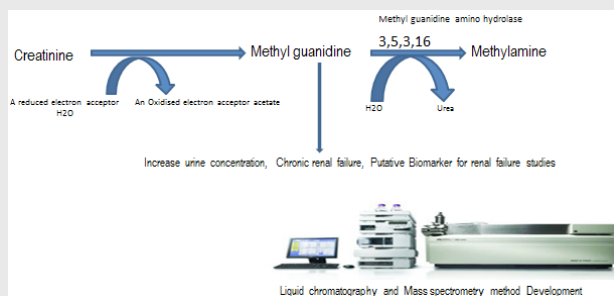 Methyl guanidine amino hydrolase
3,5,3,16
Creatinine
Methyl guanidine
Methylamine
A reduced electron acceptor
H2O
An Oxidised electron acceptor acetate
H2O
Urea
Increase urine concentration, Chronic renal failure, Putative Biomarker for renal failure studies
Liquid chromatography and Mass spectrometry method Development